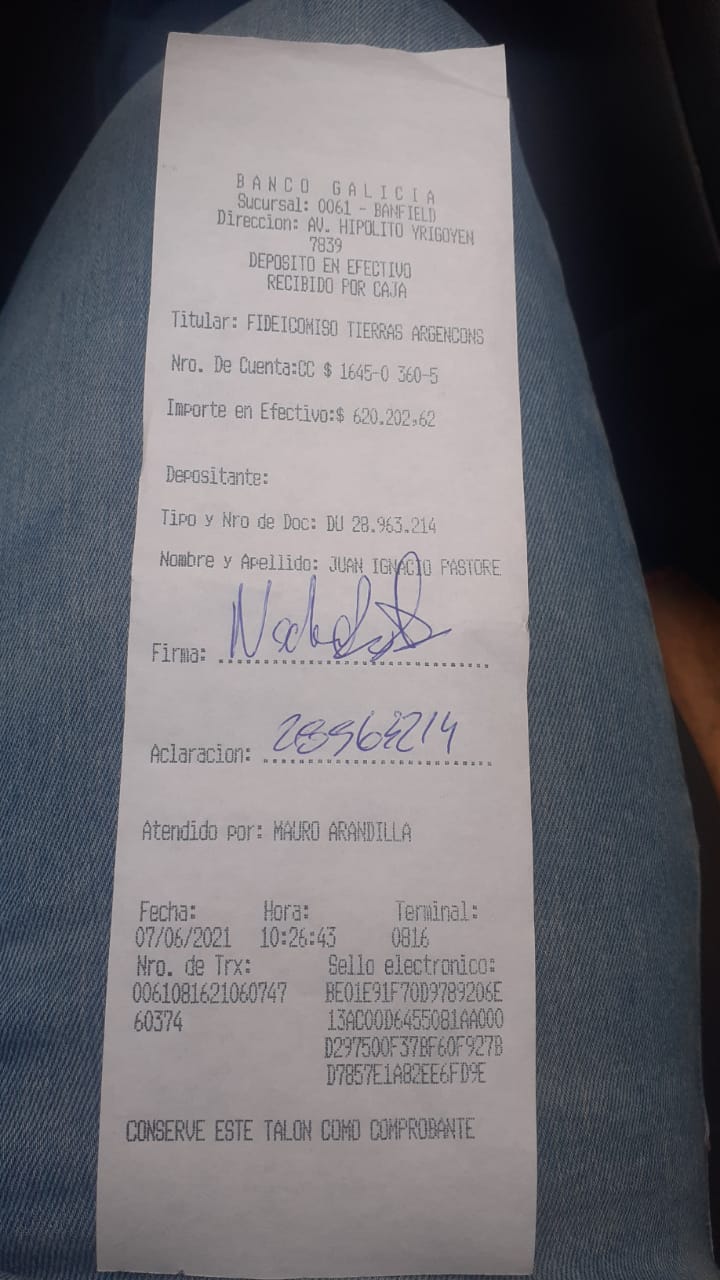 BANCO GALICIA
Sucursal: 0061 - BANFIELD
Direccion: AV. HIPOLITO YRIGOYEN
7839
DEPOSITO EN EFECTIVO
RECIBIDO POR CAJA
Titular: FIDEICOMISO TIERRAS ARGENCONS
Nro. De Cuenta:CC $ 1645-0 360-5
Importe en Efectivo:$ 620.202,62
Depositante:
Tipo y Nro de Doc: DU 28.963.214
Nombre y Apellido: JUAN IGNACIO PASTORE
Firma:
Aclaracion: 28963214
Atendido por: MAURO ARANDILLA
Fecha: Hora: Terminal:
07/06/2021 10:26:43 0816
Nro. de Trx: Sello electronico:
0061081621060747 BE01E91F70D9789206E
60374 13AC00D6455081AA000
D297500F37BF60F927B
D7857E1A82EE6FD9E
CONSERVE ESTE TALON COMO COMPROBANTE